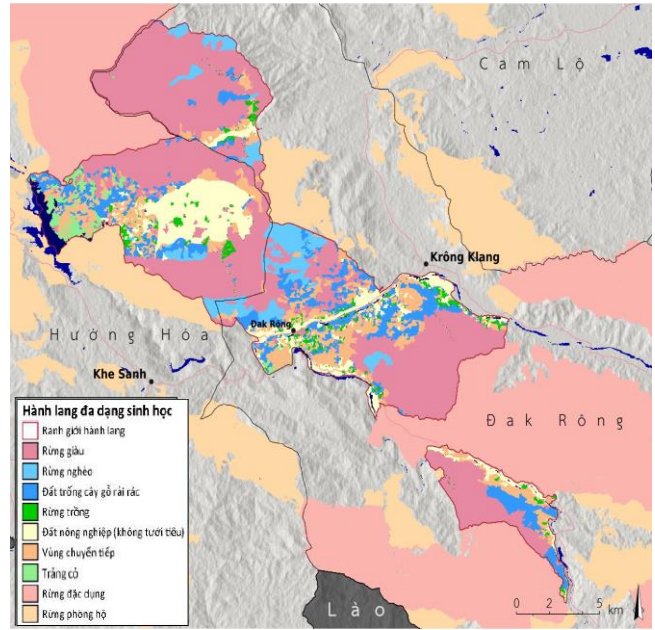 Cam Lộ
Krông Klang
Đak Rông
Hướng Hóa
Khe Sanh
Đak Rông
Hành lang đa dạng sinh học
Ranh giới hành lang
Rừng giàu
Rừng nghèo
Đất trống cây gỗ rải rác
Rừng trồng
Đất nông nghiệp (không tưới tiêu)
Vùng chuyển tiếp
Trảng cỏ
Rừng đặc dụng
Rừng phòng hộ
Lào
0 5
km